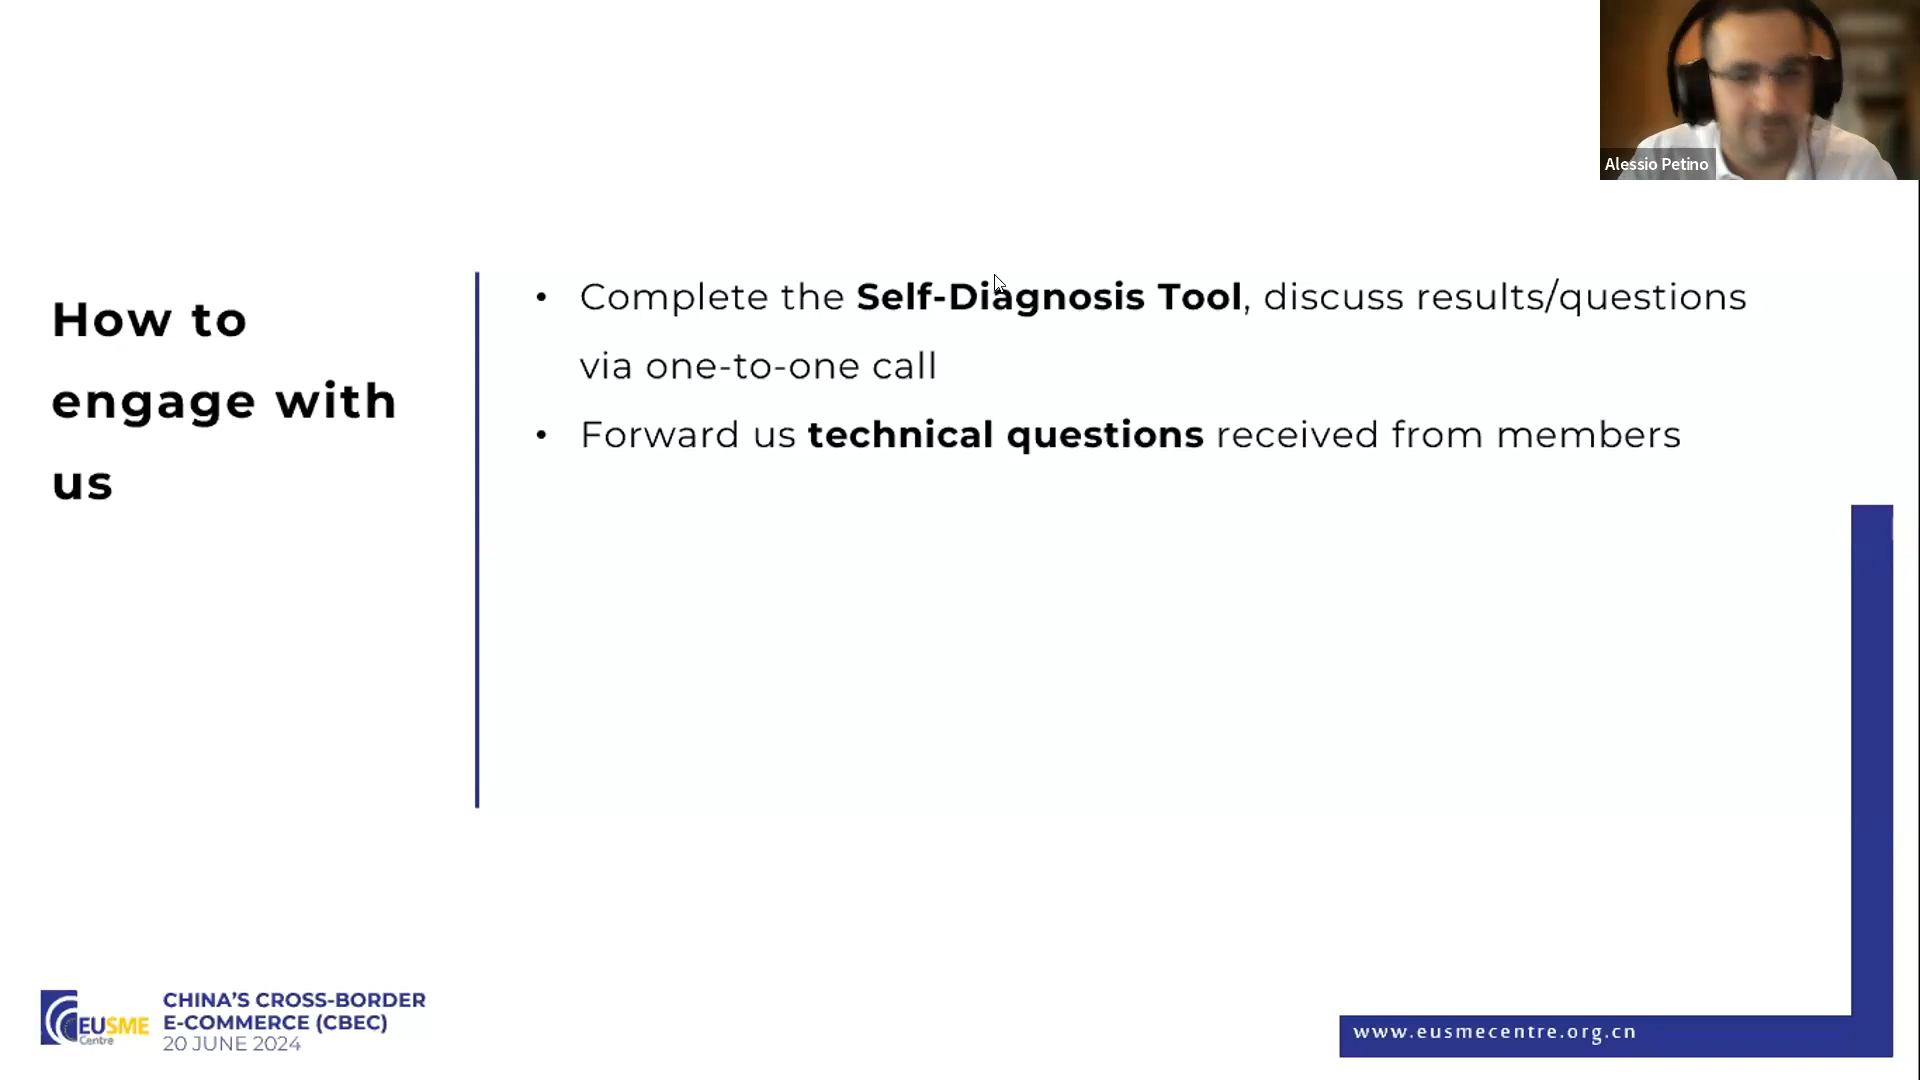 Alessio Petino
How to
engage with
us
• Complete the Self-Diagnosis Tool, discuss results/questions
via one-to-one call
• Forward us technical questions received from members
EUSME
Centre
CHINA'S CROSS-BORDER
E-COMMERCE (CBEC)
20 JUNE 2024
www.eusmecentre.org.cn